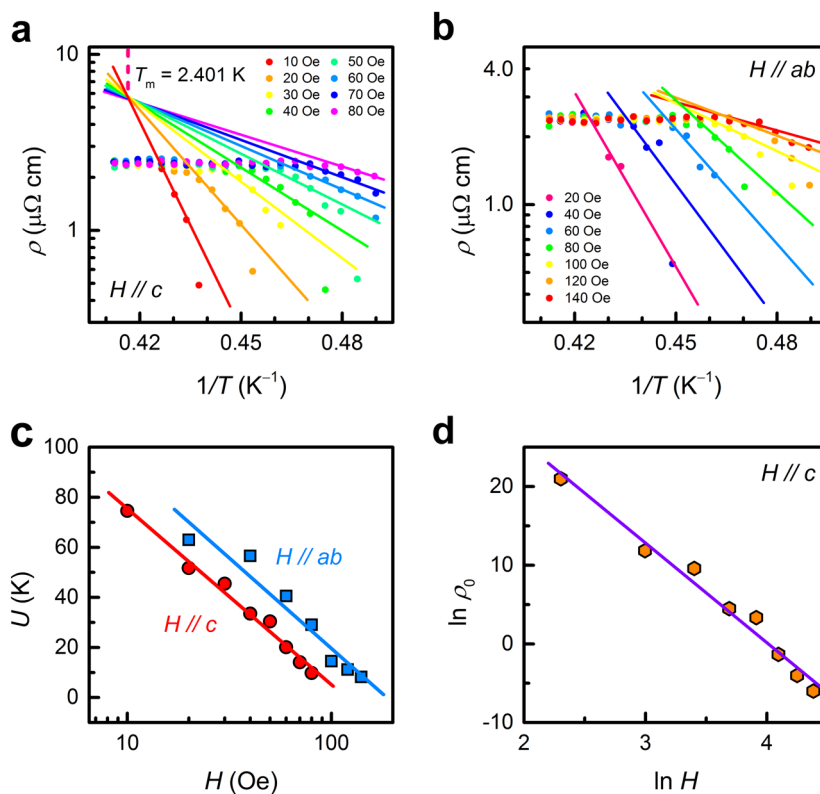 a
10
1
ρ (μΩ cm)
Tm = 2.401 K
10 Oe
20 Oe
30 Oe
40 Oe
50 Oe
60 Oe
70 Oe
80 Oe
H // c
0.42
0.45
0.48
1/T (K⁻¹)
b
4.0
1.0
ρ (μΩ cm)
H // ab
20 Oe
40 Oe
60 Oe
80 Oe
100 Oe
120 Oe
140 Oe
0.42
0.45
0.48
1/T (K⁻¹)
c
100
80
60
40
20
0
U (K)
H // ab
H // c
10
100
H (Oe)
d
20
10
0
-10
ln ρ₀
H // c
2
3
4
ln H